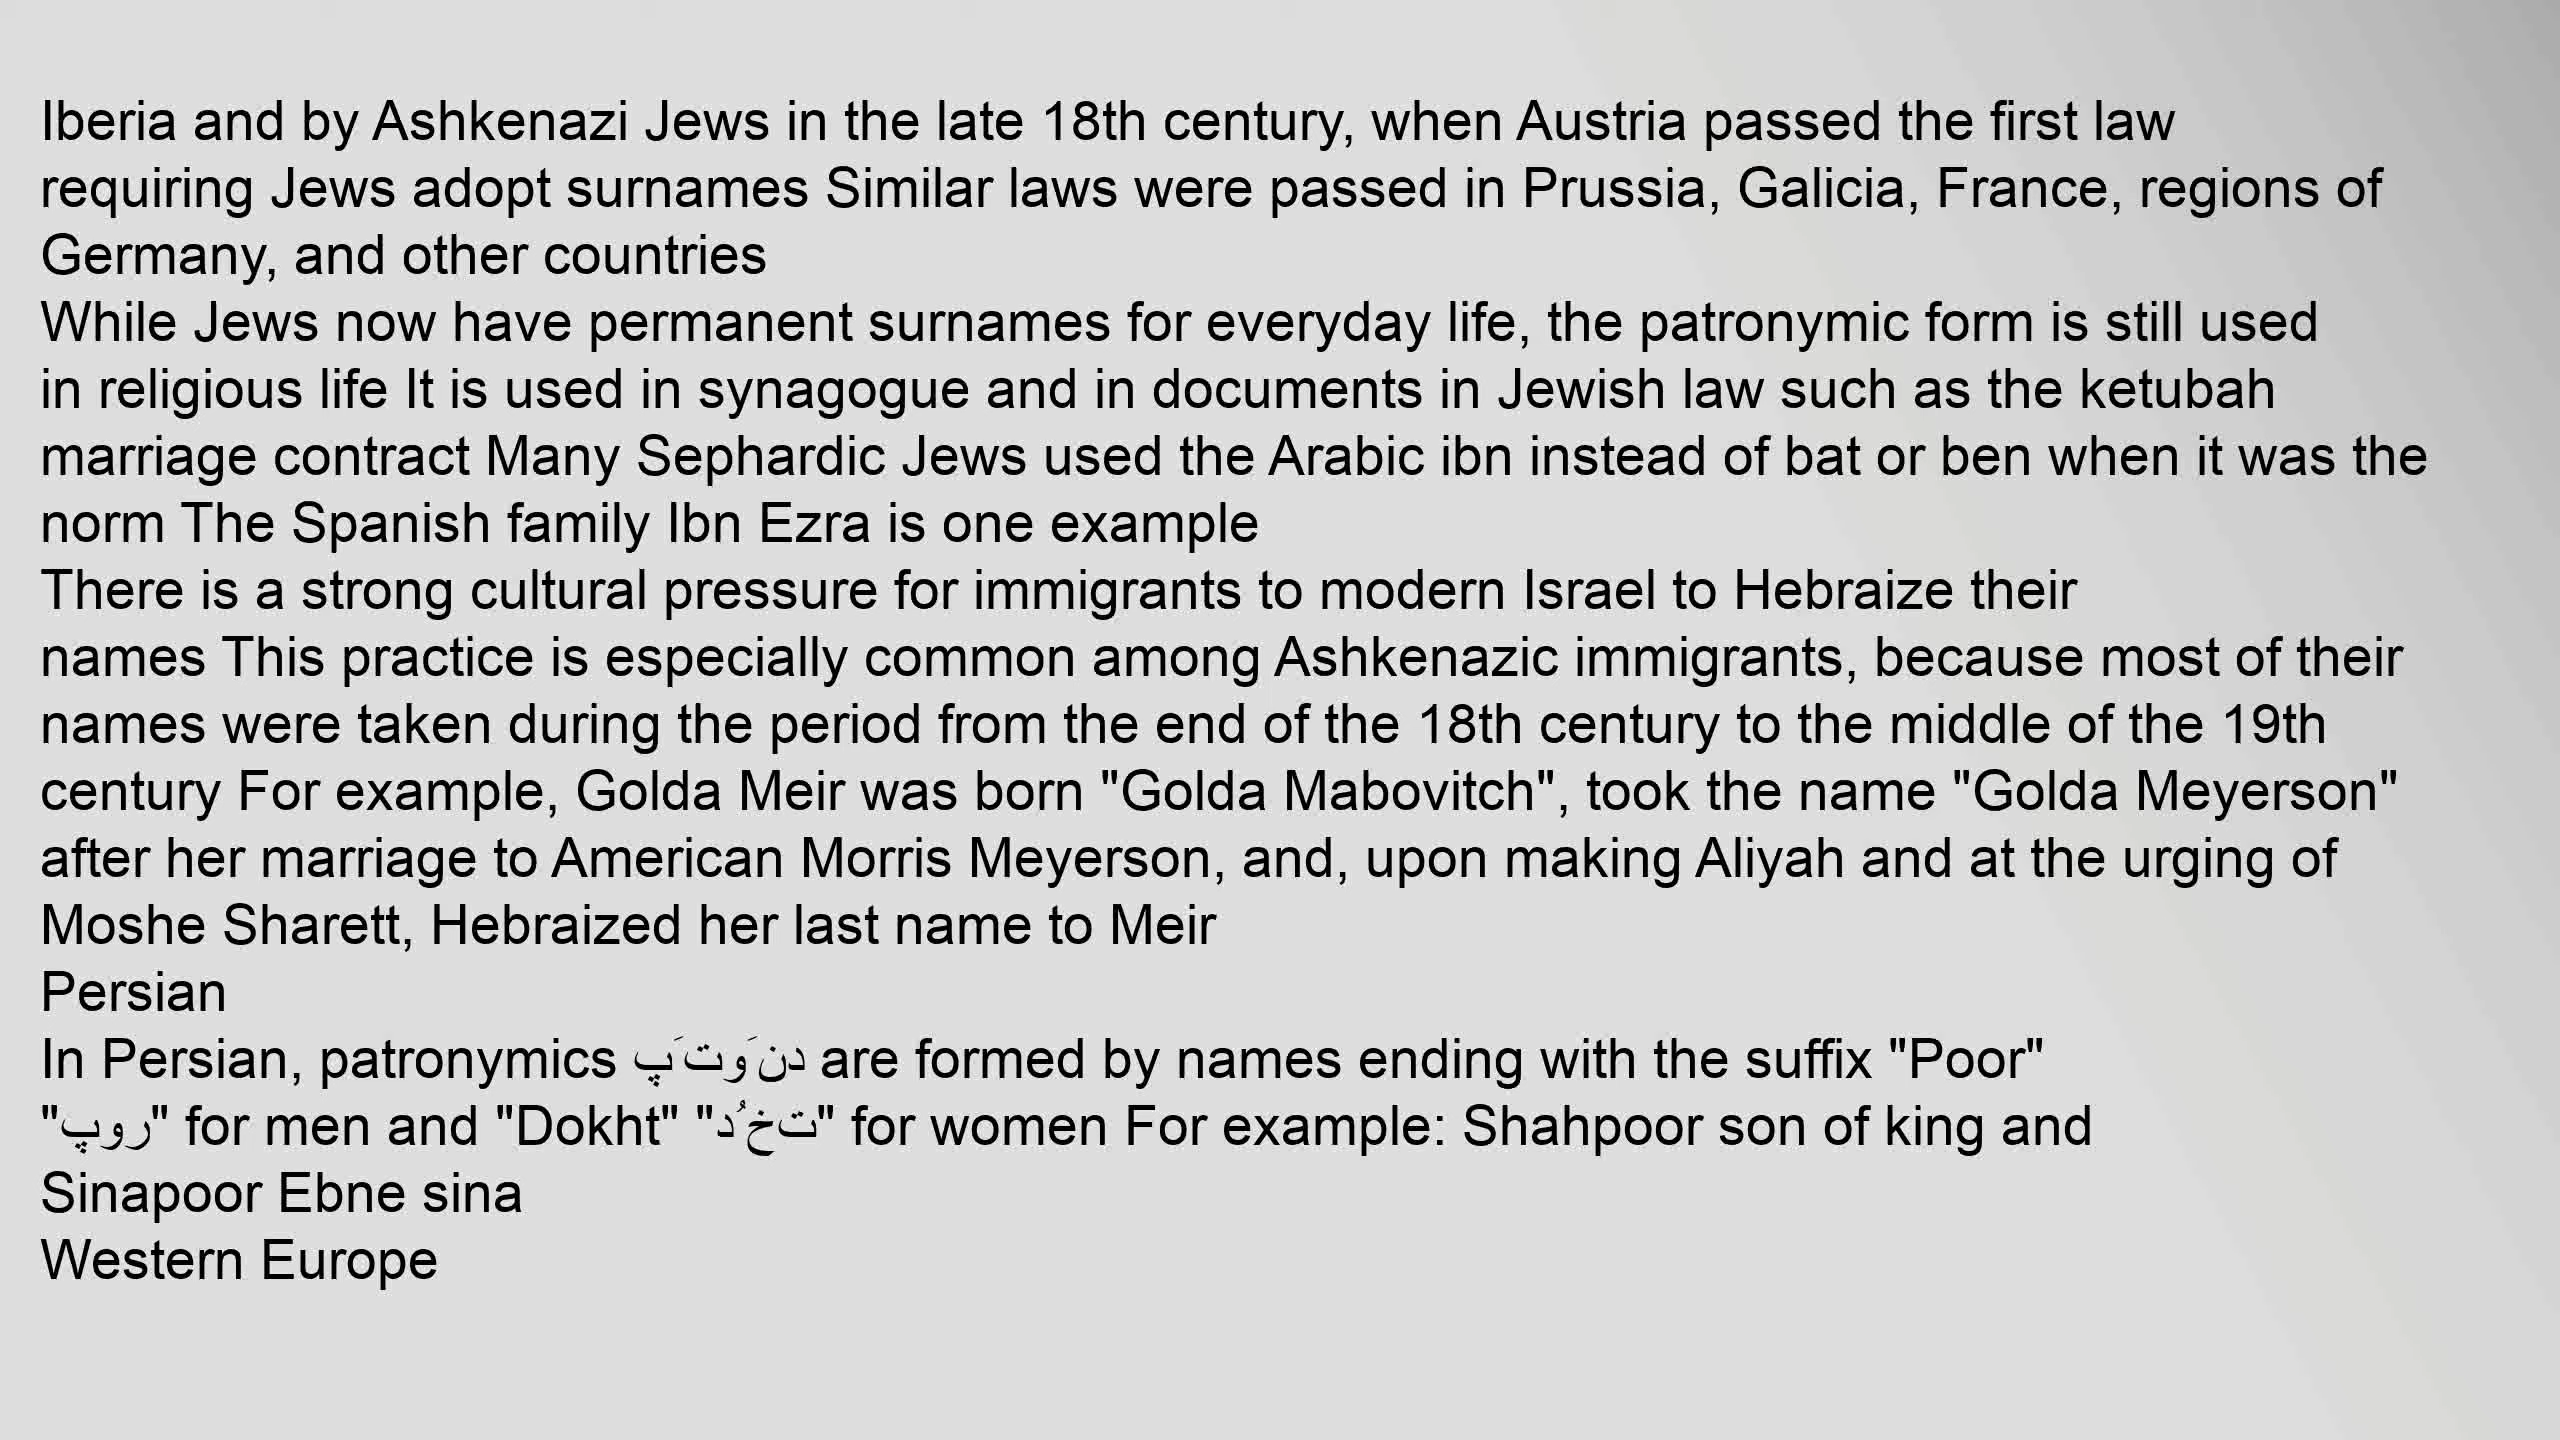 Iberia and by Ashkenazi Jews in the late 18th century, when Austria passed the first law
requiring Jews adopt surnames Similar laws were passed in Prussia, Galicia, France, regions of
Germany, and other countries
While Jews now have permanent surnames for everyday life, the patronymic form is still used
in religious life It is used in synagogue and in documents in Jewish law such as the ketubah
marriage contract Many Sephardic Jews used the Arabic ibn instead of bat or ben when it was the
norm The Spanish family Ibn Ezra is one example
There is a strong cultural pressure for immigrants to modern Israel to Hebraize their
names This practice is especially common among Ashkenazic immigrants, because most of their
names were taken during the period from the end of the 18th century to the middle of the 19th
century For example, Golda Meir was born "Golda Mabovitch", took the name "Golda Meyerson"
after her marriage to American Morris Meyerson, and, upon making Aliyah and at the urging of
Moshe Sharett, Hebraized her last name to Meir
Persian
In Persian, patronymics پَتوَند are formed by names ending with the suffix "Poor"
"پور" for men and "Dokht" "دُخت" for women For example: Shahpoor son of king and
Sinapoor Ebne sina
Western Europe